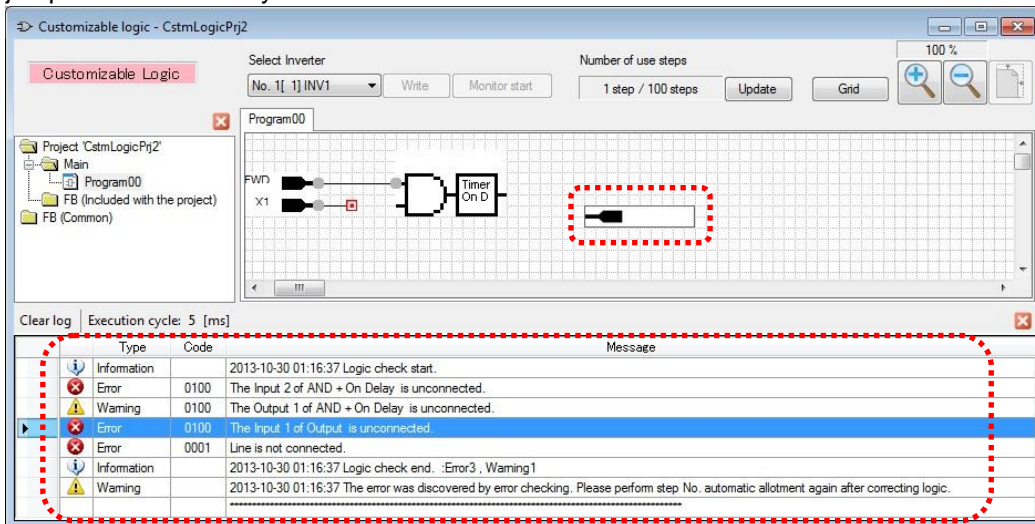 Customizable logic - CstmLogicPrj2
Customizable Logic
Select Inverter
No. 1[ 1] INV1
Write
Monitor start
Number of use steps
1 step / 100 steps
Update
Grid
100 %
Program00
Project 'CstmLogicPrj2'
Main
Program00
FB (Included with the project)
FB (Common)
FWD
X1
Timer
On D
Clear log
Execution cycle: 5 [ms]
Type Code Message
Information 2013-10-30 01:16:37 Logic check start.
Error 0100 The Input 2 of AND + On Delay is unconnected.
Warning 0100 The Output 1 of AND + On Delay is unconnected.
Error 0100 The Input 1 of Output is unconnected.
Error 0001 Line is not connected.
Information 2013-10-30 01:16:37 Logic check end. :Error3 , Warning1
Warning 2013-10-30 01:16:37 The error was discovered by error checking. Please perform step No. automatic allotment again after correcting logic.